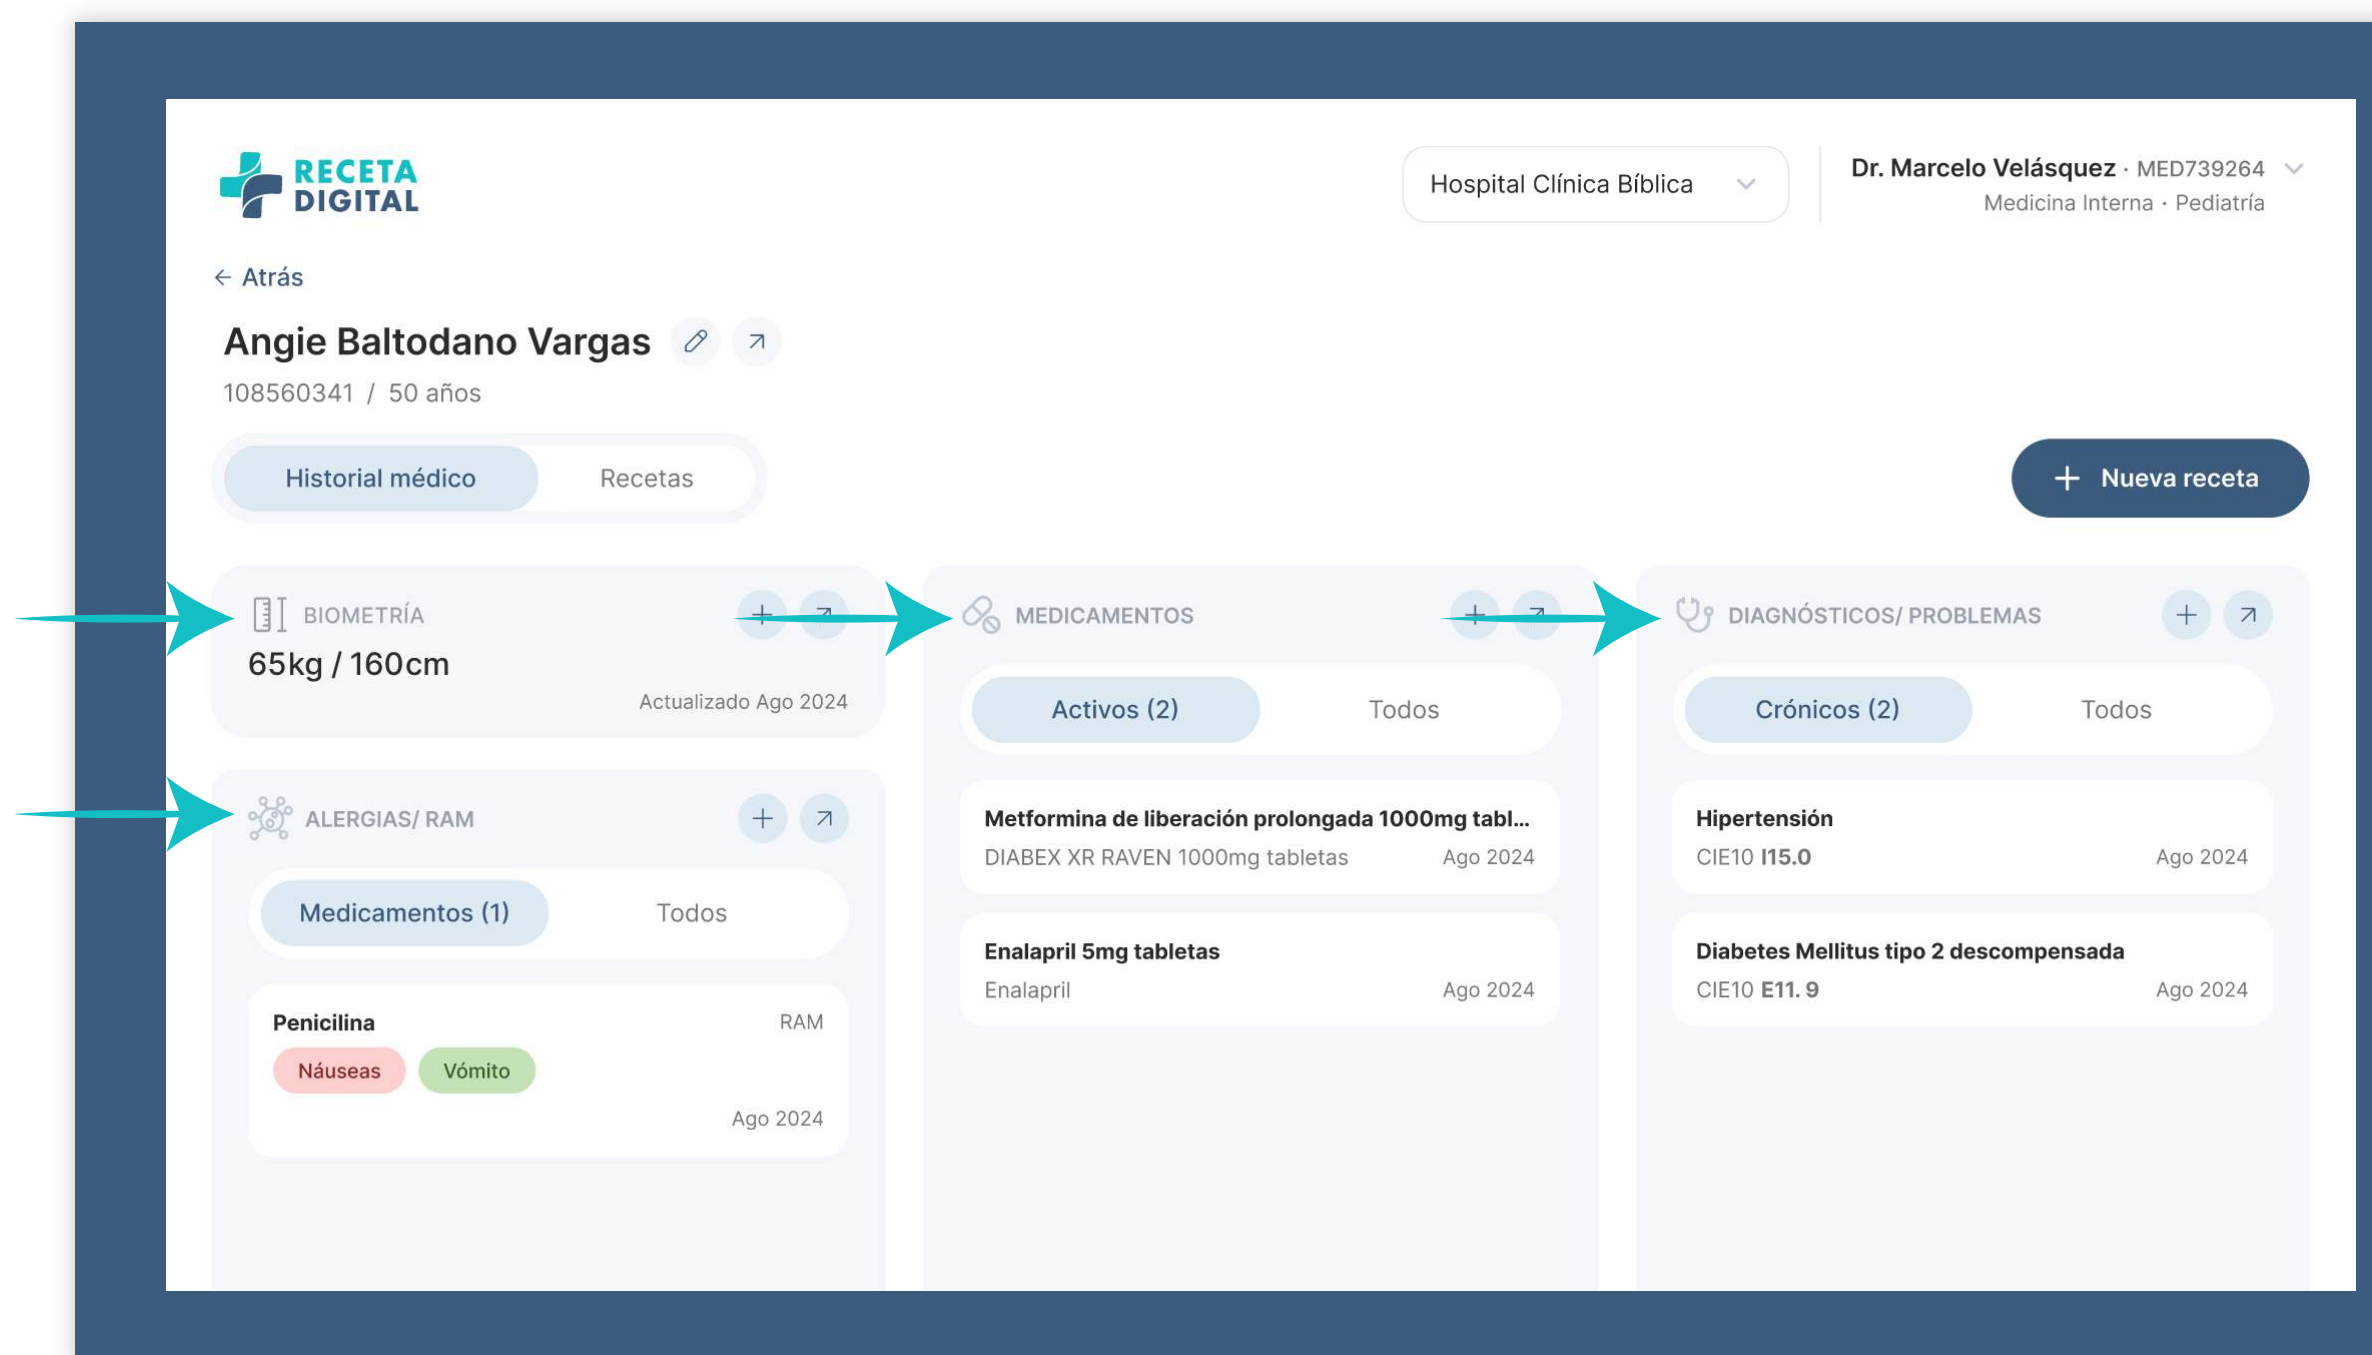 RECETA
DIGITAL
Hospital Clínica Bíblica
Dr. Marcelo Velásquez · MED739264
Medicina Interna · Pediatría
← Atrás
Angie Baltodano Vargas
108560341 / 50 años
Historial médico
Recetas
+ Nueva receta
BIOMETRÍA
65kg / 160cm
Actualizado Ago 2024
ALERGIAS/ RAM
Medicamentos (1)
Todos
Penicilina
RAM
Náuseas
Vómito
Ago 2024
MEDICAMENTOS
Activos (2)
Todos
Metformina de liberación prolongada 1000mg tabl...
DIABEX XR RAVEN 1000mg tabletas
Ago 2024
Enalapril 5mg tabletas
Enalapril
Ago 2024
DIAGNÓSTICOS/ PROBLEMAS
Crónicos (2)
Todos
Hipertensión
CIE10 I15.0
Ago 2024
Diabetes Mellitus tipo 2 descompensada
CIE10 E11. 9
Ago 2024